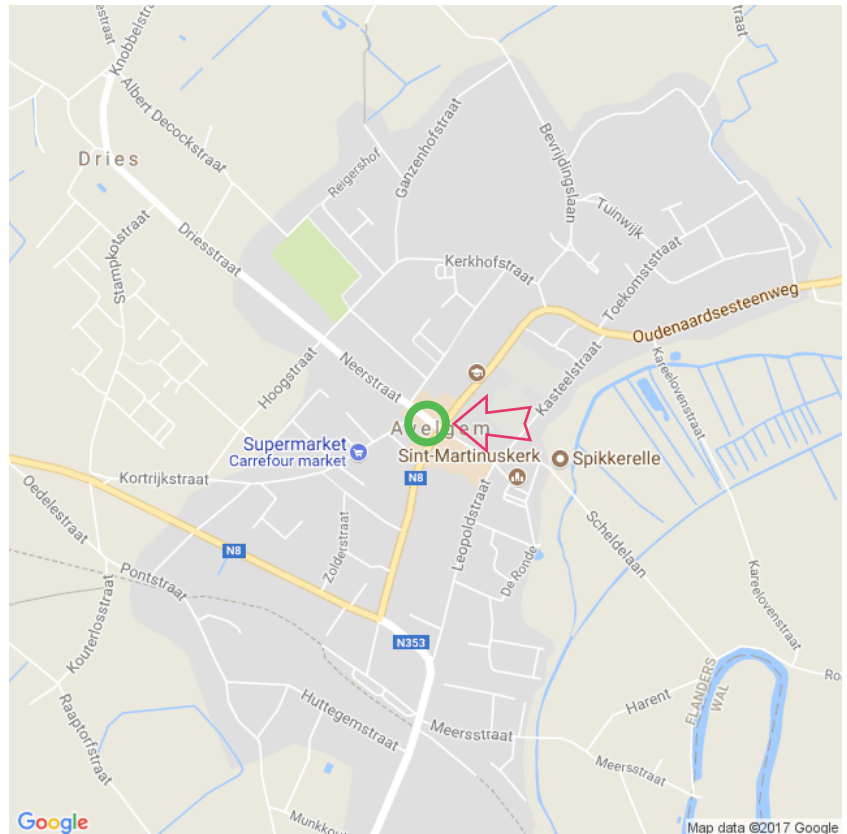 Knobbelstraat
Albert Decockstraat
Dries
Reigershof
Ganzenhofstraat
Bevrijdingslaan
Tuinwijk
Stampkotstraat
Driesstraat
Kerkhofstraat
Toekomststraat
Oudenaardsesteenweg
Hoogstraat
Neerstraat
Kasteelstraat
Kareelovenstraat
Avelgem
Supermarket
Carrefour market
Sint-Martinuskerk
Spikkerelle
Kortrijkstraat
N8
Oedelestraat
Leopoldstraat
Scheldelaan
Zolderstraat
N8
De Ronde
Pontstraat
Kareelovenstraat
Kouterlosstraat
N353
FLANDERS
WAL
Harent
Huttegemstraat
Raaptorfstraat
Meersstraat
Meersstraat
Google
Map data ©2017 Google